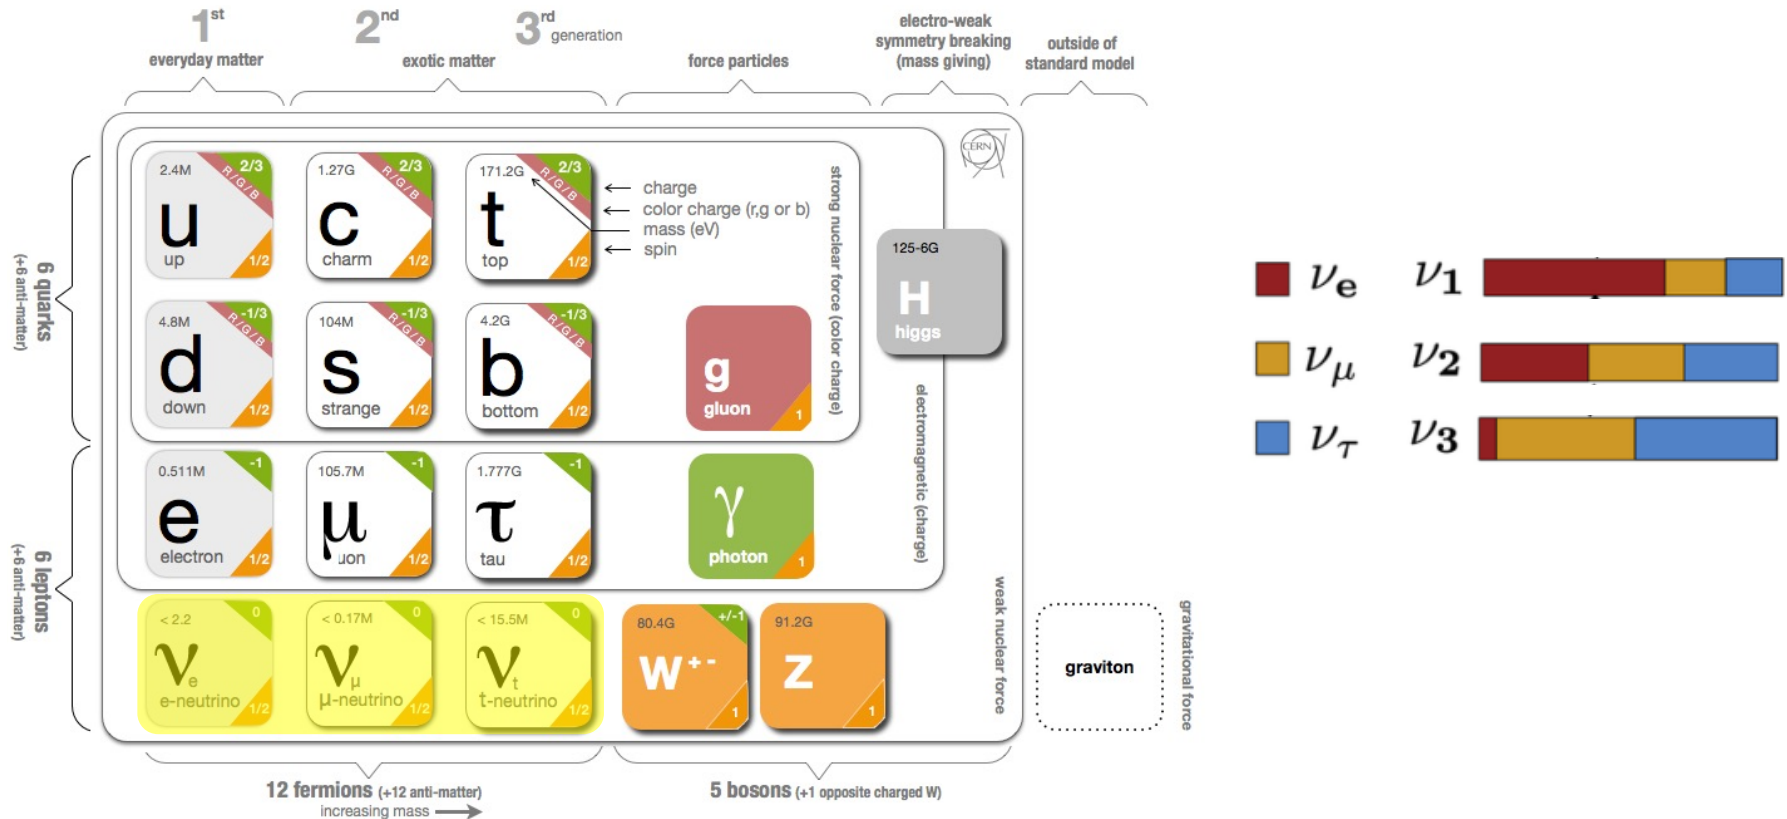 1st
2nd
3rd generation
everyday matter
exotic matter
force particles
electro-weak
symmetry breaking
(mass giving)
outside of
standard model
6 quarks
(+6 anti-matter)
2.4M
2/3
R/G/B
u
up
1/2
1.27G
2/3
R/G/B
c
charm
1/2
171.2G
2/3
R/G/B
t
top
1/2
charge
color charge (r,g or b)
mass (eV)
spin
strong nuclear force (color charge)
CERN
125-6G
H
higgs
4.8M
-1/3
R/G/B
d
down
1/2
104M
-1/3
R/G/B
s
strange
1/2
4.2G
-1/3
R/G/B
b
bottom
1/2
g
gluon
1
electromagnetic (charge)
6 leptons
(+6 anti-matter)
0.511M
-1
e
electron
1/2
105.7M
-1
μ
uon
1/2
1.777G
-1
τ
tau
1/2
γ
photon
1
weak nuclear force
< 2.2
0
νe
e-neutrino
1/2
< 0.17M
0
νμ
μ-neutrino
1/2
< 15.5M
0
νt
t-neutrino
1/2
80.4G
+/-1
W+-
1
91.2G
Z
1
graviton
gravitational force
12 fermions (+12 anti-matter)
increasing mass
5 bosons (+1 opposite charged W)
νe
ν1
νμ
ν2
ντ
ν3